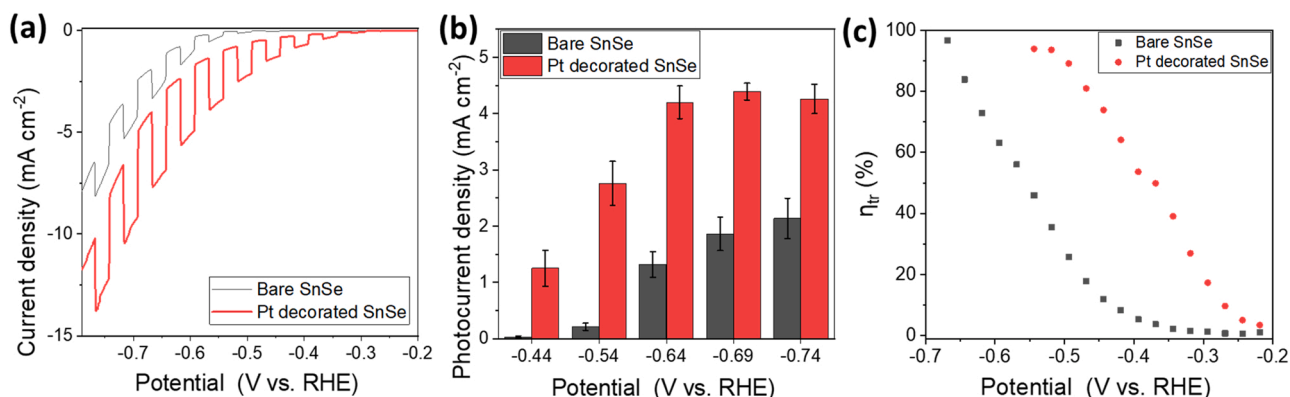 (a)
0
-5
-10
-15
Current density (mA cm⁻²)
Bare SnSe
Pt decorated SnSe
-0.7 -0.6 -0.5 -0.4 -0.3 -0.2
Potential (V vs. RHE)
(b)
5
4
3
2
1
0
Photocurrent density (mA cm⁻²)
Bare SnSe
Pt decorated SnSe
-0.44 -0.54 -0.64 -0.69 -0.74
Potential (V vs. RHE)
(c)
100
80
60
40
20
0
ηtr (%)
Bare SnSe
Pt decorated SnSe
-0.7 -0.6 -0.5 -0.4 -0.3 -0.2
Potential (V vs. RHE)